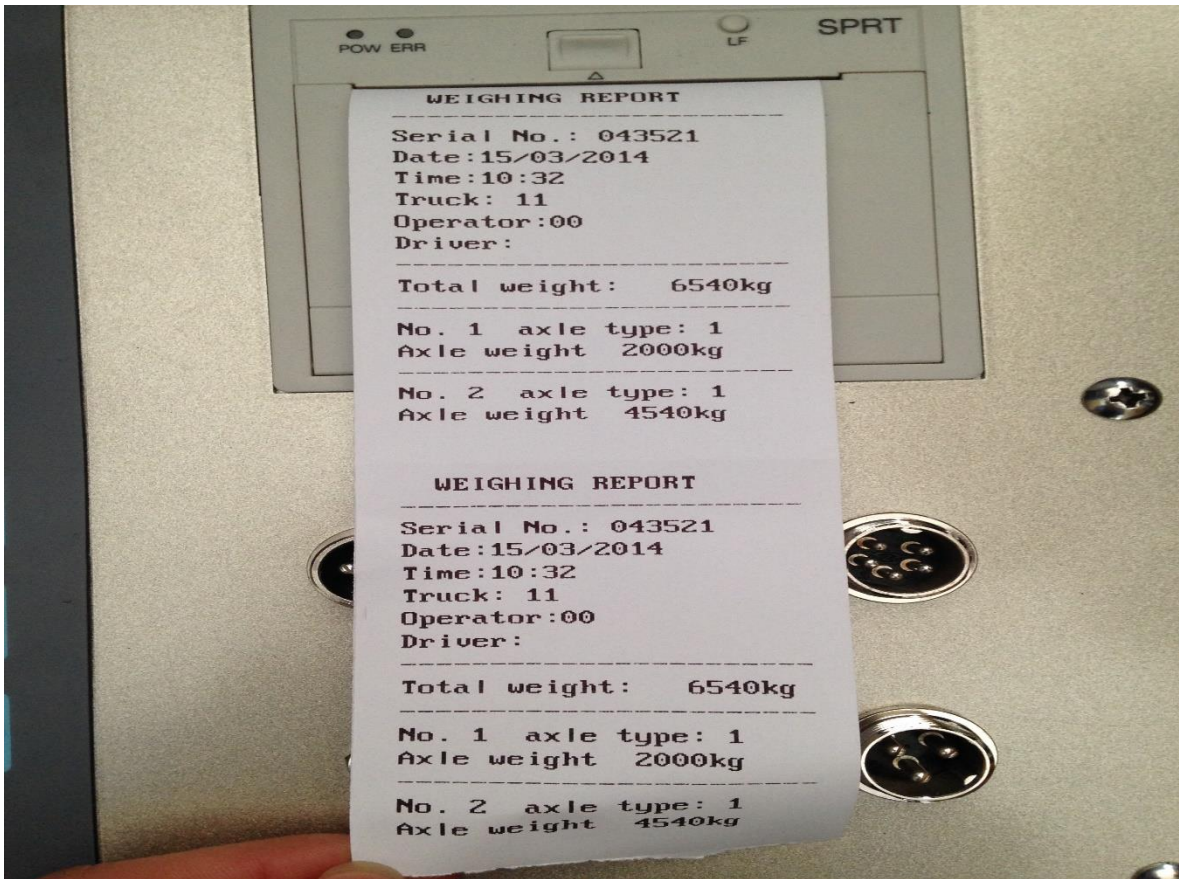 POW ERR LF SPRT
WEIGHING REPORT
Serial No.: 043521
Date:15/03/2014
Time:10:32
Truck: 11
Operator:00
Driver:
Total weight: 6540kg
No. 1 axle type: 1
Axle weight 2000kg
No. 2 axle type: 1
Axle weight 4540kg
WEIGHING REPORT
Serial No.: 043521
Date:15/03/2014
Time:10:32
Truck: 11
Operator:00
Driver:
Total weight: 6540kg
No. 1 axle type: 1
Axle weight 2000kg
No. 2 axle type: 1
Axle weight 4540kg